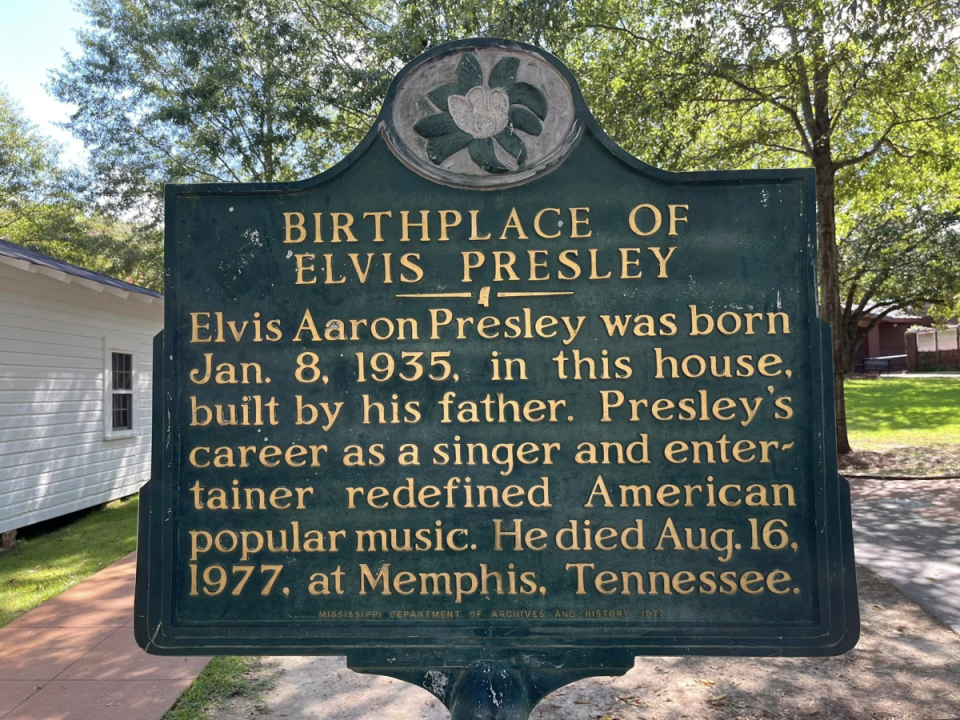 BIRTHPLACE OF
ELVIS PRESLEY
Elvis Aaron Presley was born
Jan. 8, 1935, in this house,
built by his father. Presley's
career as a singer and enter-
tainer redefined American
popular music. He died Aug. 16,
1977, at Memphis, Tennessee.
MISSISSIPPI DEPARTMENT OF ARCHIVES AND HISTORY 1977